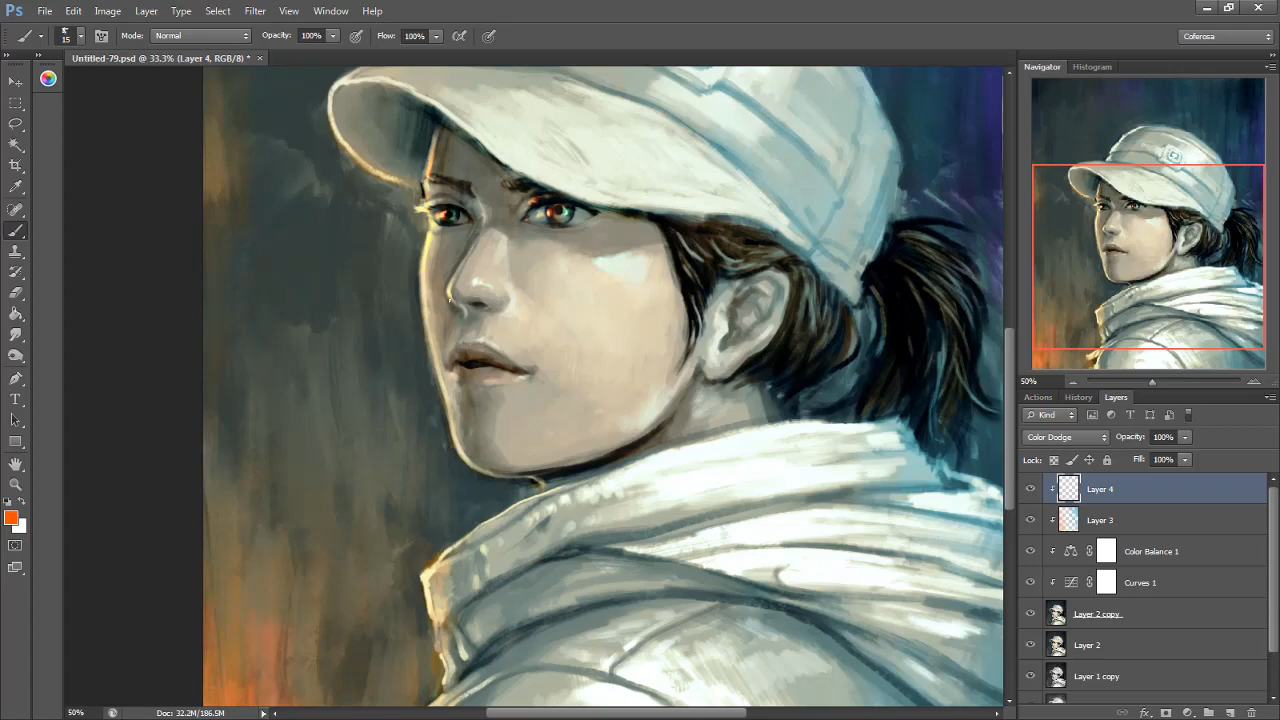 Ps File Edit Image Layer Type Select Filter View Window Help
15 Mode: Normal Opacity: 100% Flow: 100% Coferosa
Untitled-79.psd @ 33.3% (Layer 4, RGB/8) * ×
Navigator Histogram
50%
Actions History Layers
Kind
Color Dodge Opacity: 100%
Lock: Fill: 100%
Layer 4
Layer 3
Color Balance 1
Curves 1
Layer 2 copy
Layer 2
Layer 1 copy
50% Doc: 32.2M/186.5M